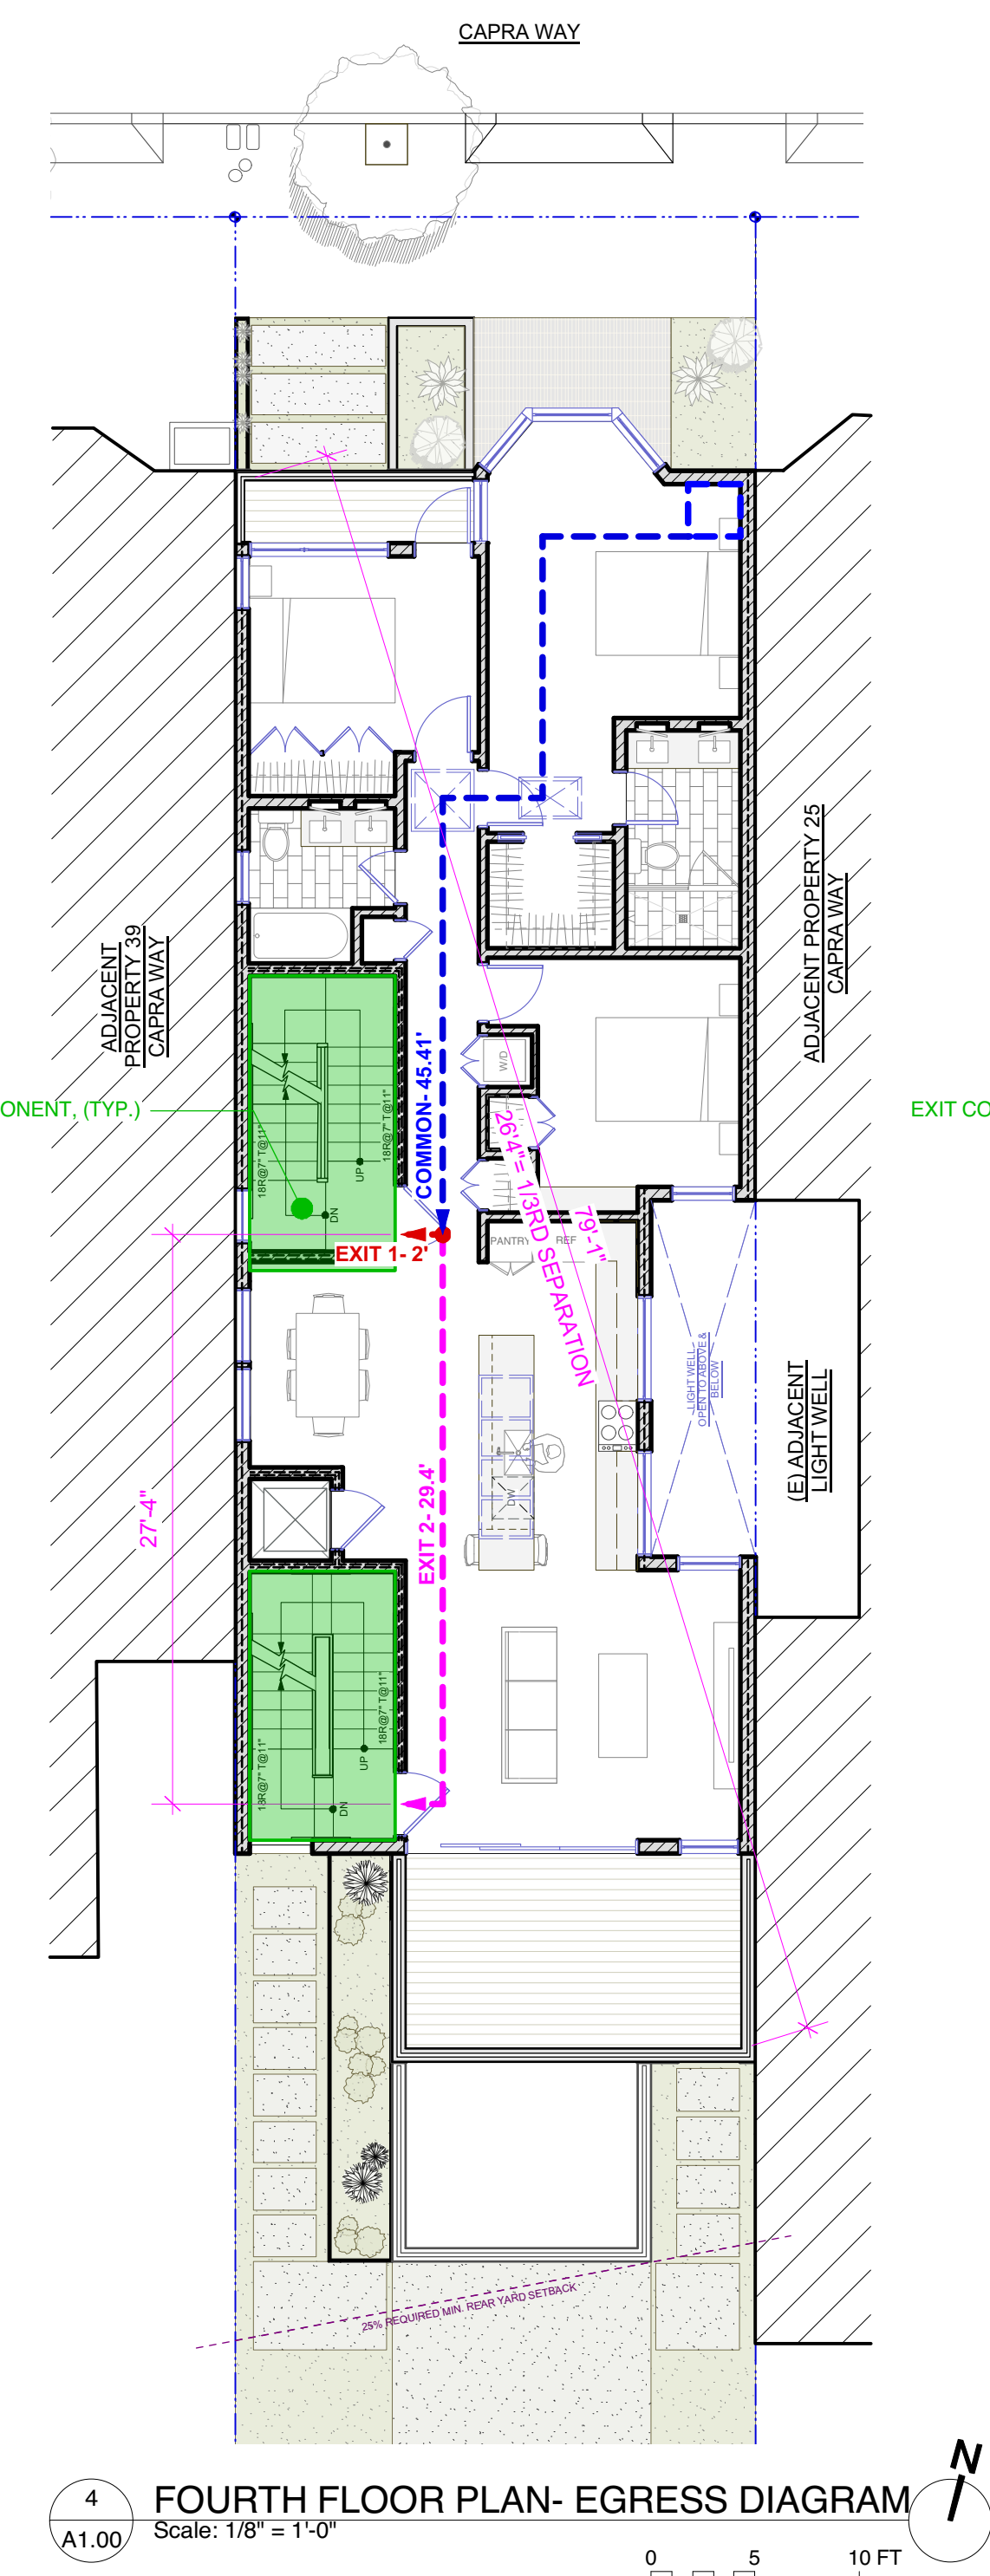 CAPRA WAY
ADJACENT
PROPERTY 39
CAPRA WAY
ADJACENT PROPERTY 25
CAPRA WAY
ONENT, (TYP.)
EXIT CO
COMMON- 45.41'
W/D
18R@7" T@11"
18R@7" T@11"
UP
DN
EXIT 1- 2'
PANTRY
REF
26'4"= 1/3RD SEPARATION
79'-1"
LIGHT WELL,
OPEN TO ABOVE &
BELOW
(E) ADJACENT
LIGHT WELL
27'-4"
EXIT 2- 29.4'
DW
18R@7" T@11"
18R@7" T@11"
UP
DN
25% REQUIRED MIN. REAR YARD SETBACK
4
A1.00
FOURTH FLOOR PLAN- EGRESS DIAGRAM
Scale: 1/8" = 1'-0"
N
0 5 10 FT